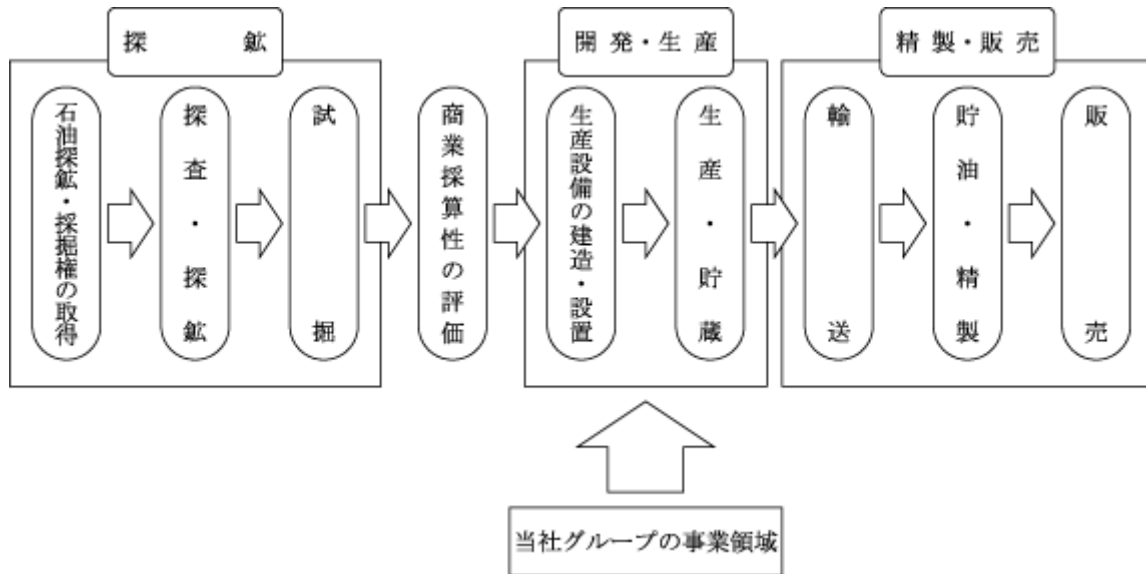 探鉱
開発・生産
精製・販売
石油探鉱・採掘権の取得
探査・探鉱
試掘
商業採算性の評価
生産設備の建造・設置
生産・貯蔵
輸送
貯油・精製
販売
当社グループの事業領域